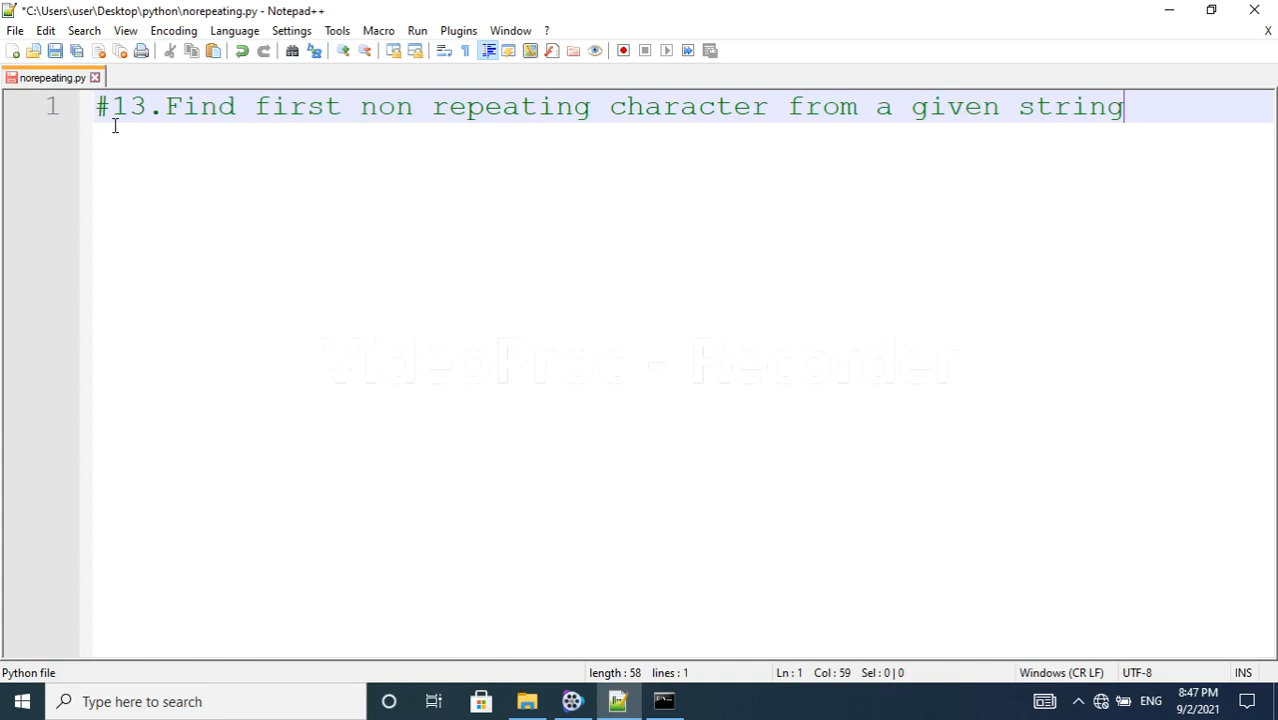 *C:\Users\user\Desktop\python\norepeating.py - Notepad++
File Edit Search View Encoding Language Settings Tools Macro Run Plugins Window ? X
norepeating.py
1 #13.Find first non repeating character from a given string
VideoProc - Recorder
Python file length : 58 lines : 1 Ln : 1 Col : 59 Sel : 0 | 0 Windows (CR LF) UTF-8 INS
Type here to search ENG 8:47 PM
9/2/2021